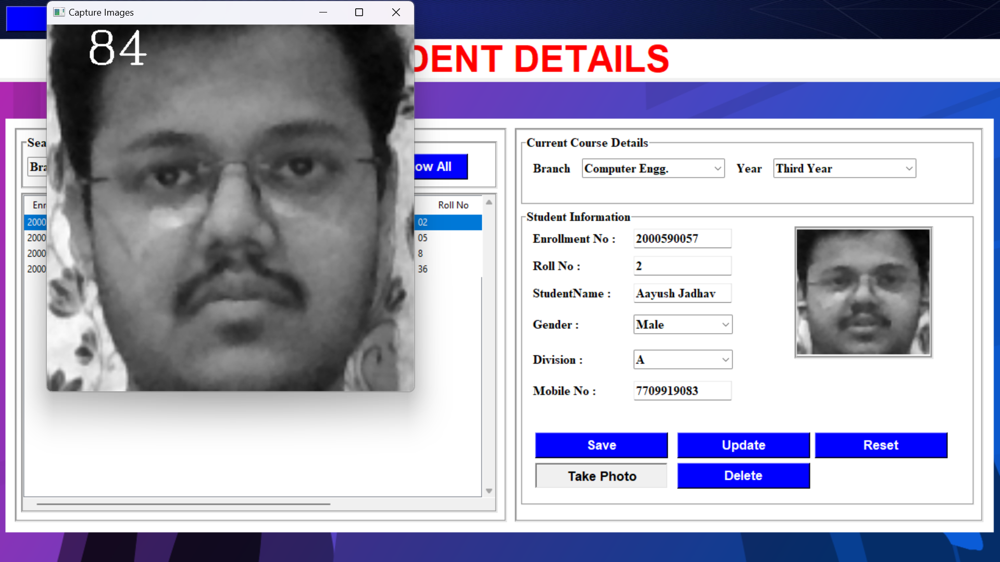 Capture Images
84
DENT DETAILS
Sea
Bra
ow All
Enr
Roll No
2000
02
2000
05
2000
8
2000
36
Current Course Details
Branch
Computer Engg.
Year
Third Year
Student Information
Enrollment No :
2000590057
Roll No :
2
StudentName :
Aayush Jadhav
Gender :
Male
Division :
A
Mobile No :
7709919083
Save
Update
Reset
Take Photo
Delete